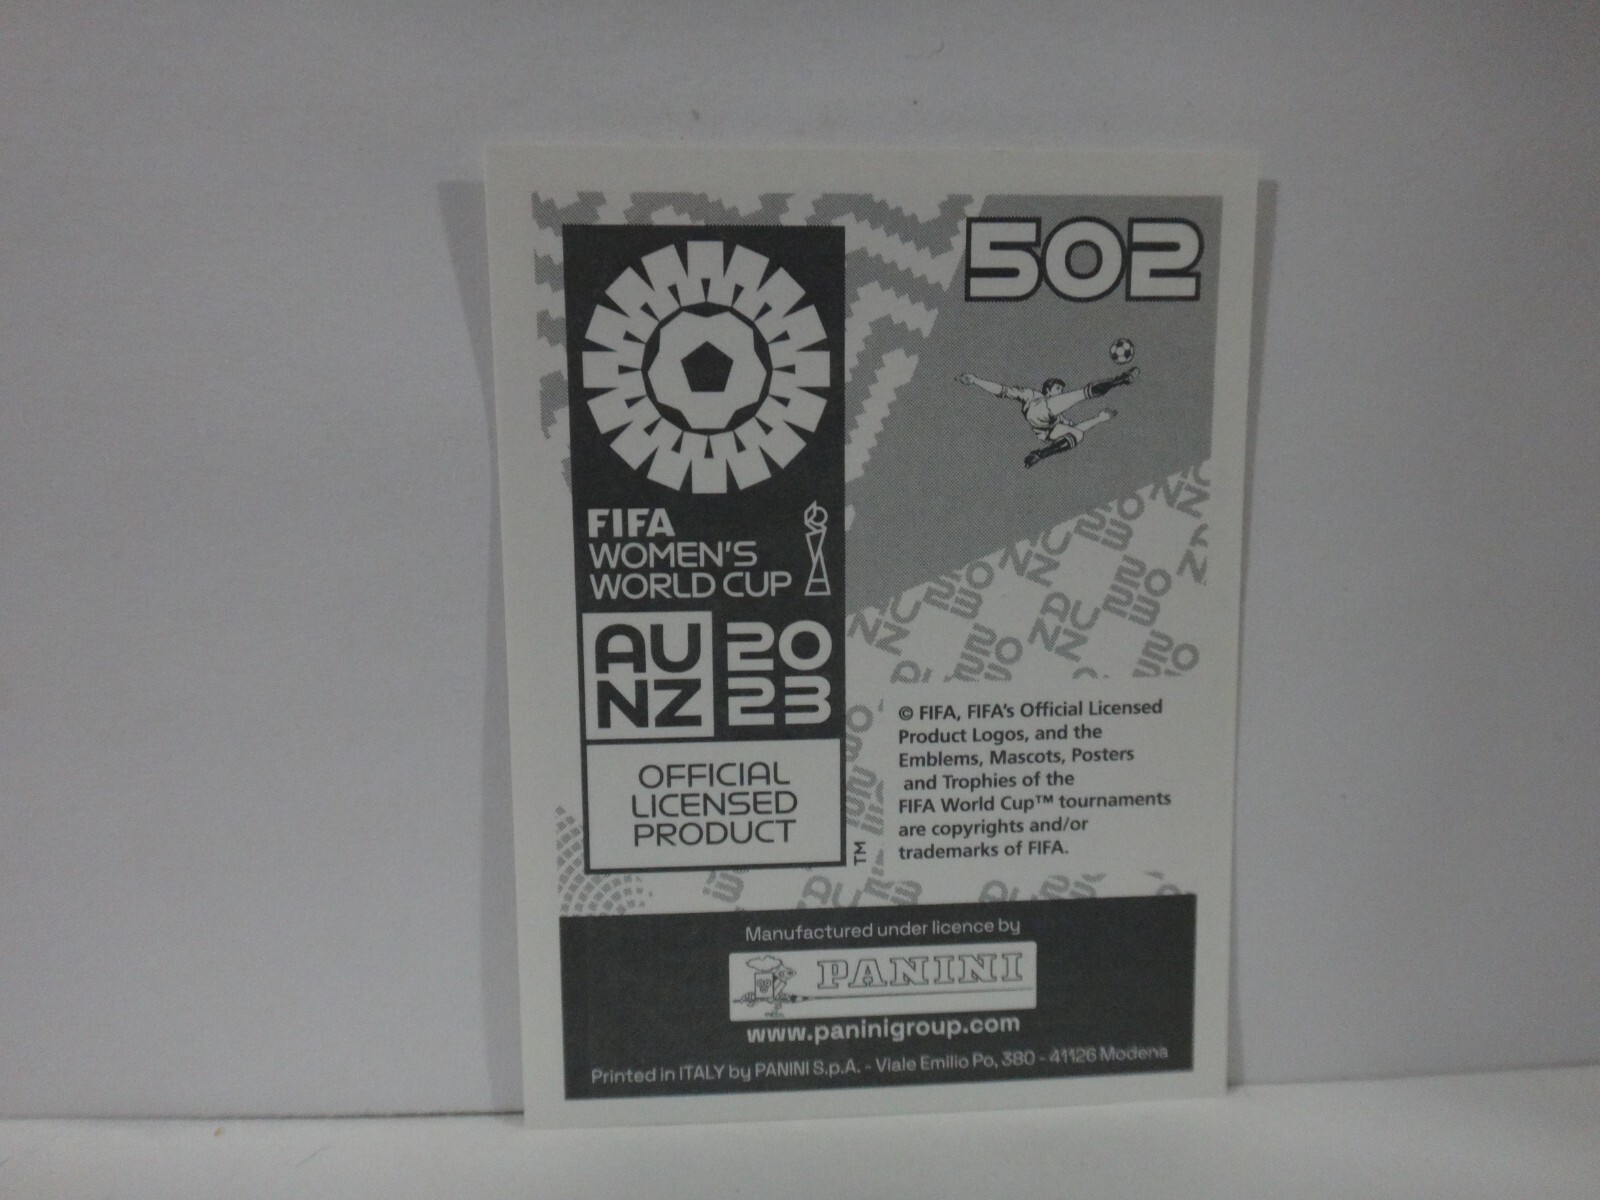 502
FIFA
WOMEN'S
WORLD CUP
AU
NZ
20
23
OFFICIAL
LICENSED
PRODUCT
TM
© FIFA, FIFA's Official Licensed
Product Logos, and the
Emblems, Mascots, Posters
and Trophies of the
FIFA World Cup™ tournaments
are copyrights and/or
trademarks of FIFA.
Manufactured under licence by
PANINI
www.paninigroup.com
Printed in ITALY by PANINI S.p.A. - Viale Emilio Po, 380 - 41126 Modena